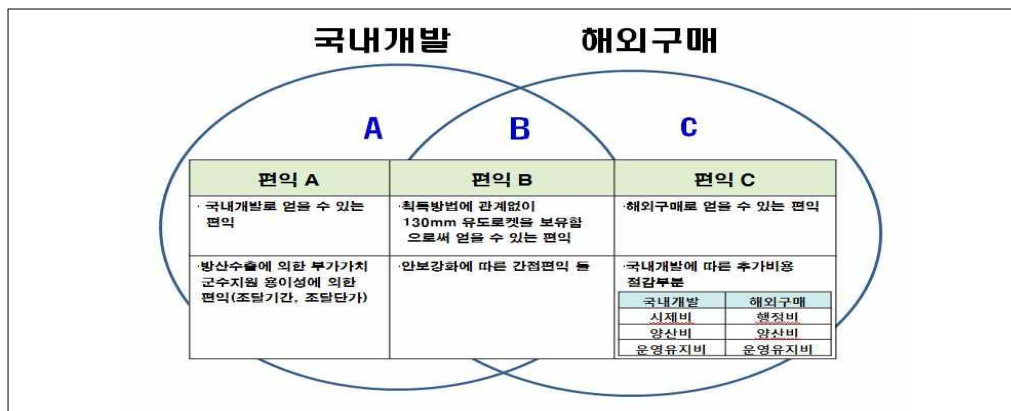 국내개발 해외구매
A B C
편익 A 편익 B 편익 C
· 국내개발로 얻을 수 있는
편익
·획득방법에 관계없이
130mm 유도로켓을 보유함
으로써 얻을 수 있는 편익
·해외구매로 얻을 수 있는 편익
·방산수출에 의한 부가가치
군수지원 용이성에 의한
편익(조달기간, 조달단가)
·안보강화에 따른 간접편익 등
·국내개발에 따른 추가비용
절감부분
국내개발 해외구매
시제비 행정비
양산비 양산비
운영유지비 운영유지비